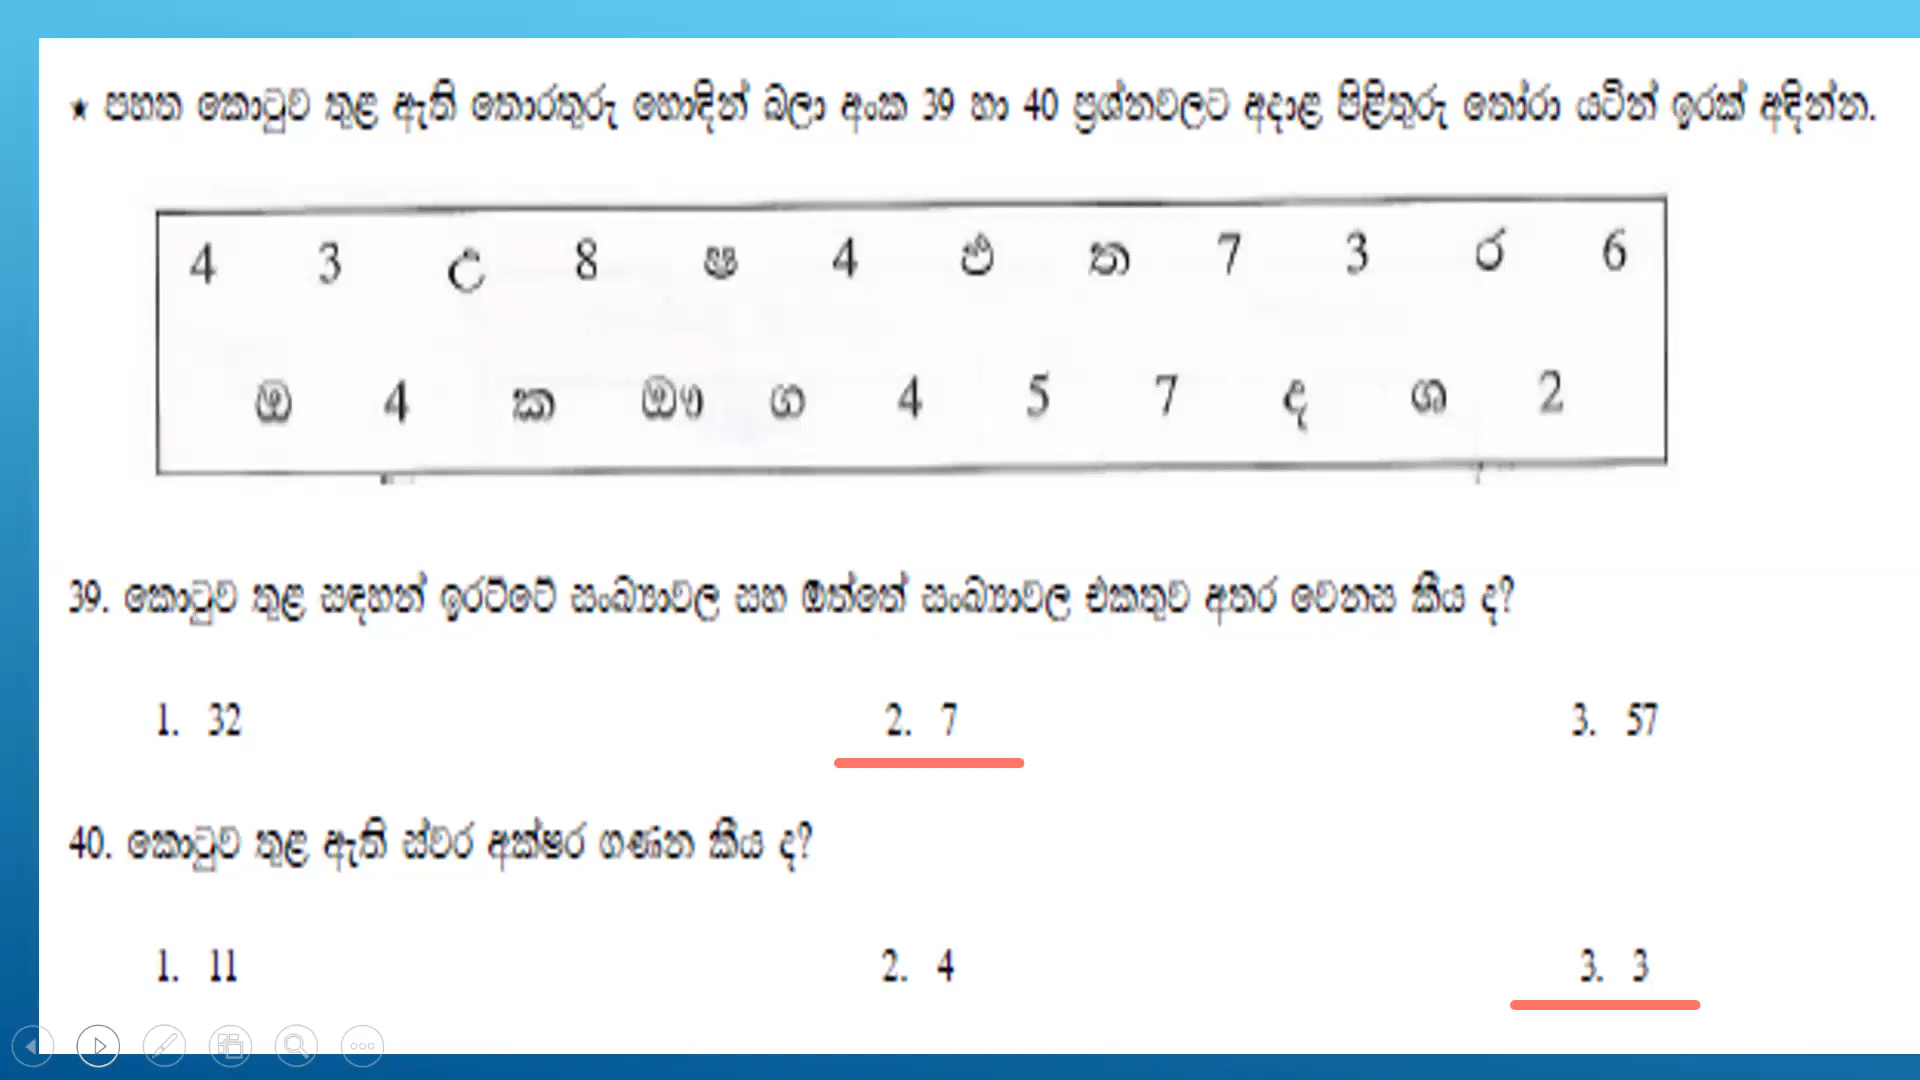 ★ පහත කොටුව තුළ ඇති තොරතුරු හොඳින් බලා අංක 39 හා 40 ප්‍රශ්නවලට අදාළ පිළිතුරු තෝරා යටින් ඉරක් අඳින්න.
4 3 උ 8 ෂ 4 ඵ ත 7 3 ර 6
ඔ 4 ක ඖ ග 4 5 7 ද ශ 2
39. කොටුව තුළ සඳහන් ඉරට්ටේ සංඛ්‍යාවල සහ ඔත්තේ සංඛ්‍යාවල එකතුව අතර වෙනස කීය ද?
1. 32 2. 7 3. 57
40. කොටුව තුළ ඇති ස්වර අක්ෂර ගණන කීය ද?
1. 11 2. 4 3. 3